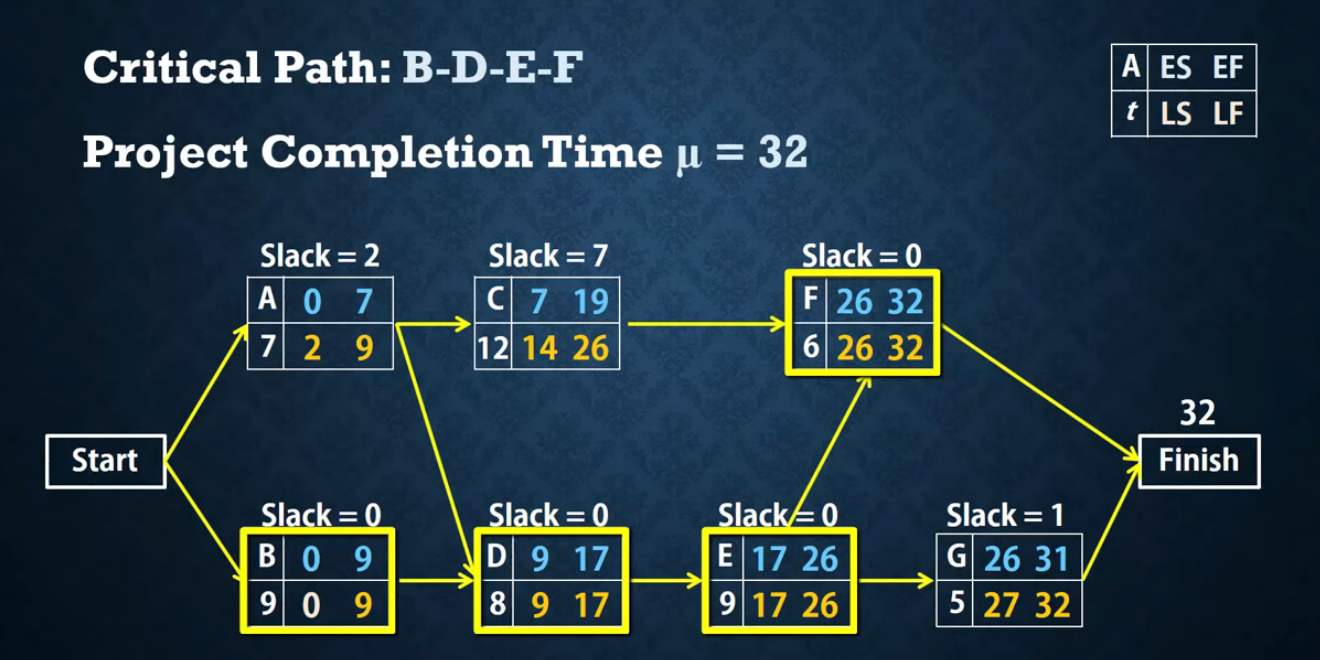 Critical Path: B-D-E-F
Project Completion Time μ = 32
A ES EF
t LS LF
Slack = 2
A 0 7
7 2 9
Slack = 7
C 7 19
12 14 26
Slack = 0
F 26 32
6 26 32
Start
32
Finish
Slack = 0
B 0 9
9 0 9
Slack = 0
D 9 17
8 9 17
Slack = 0
E 17 26
9 17 26
Slack = 1
G 26 31
5 27 32